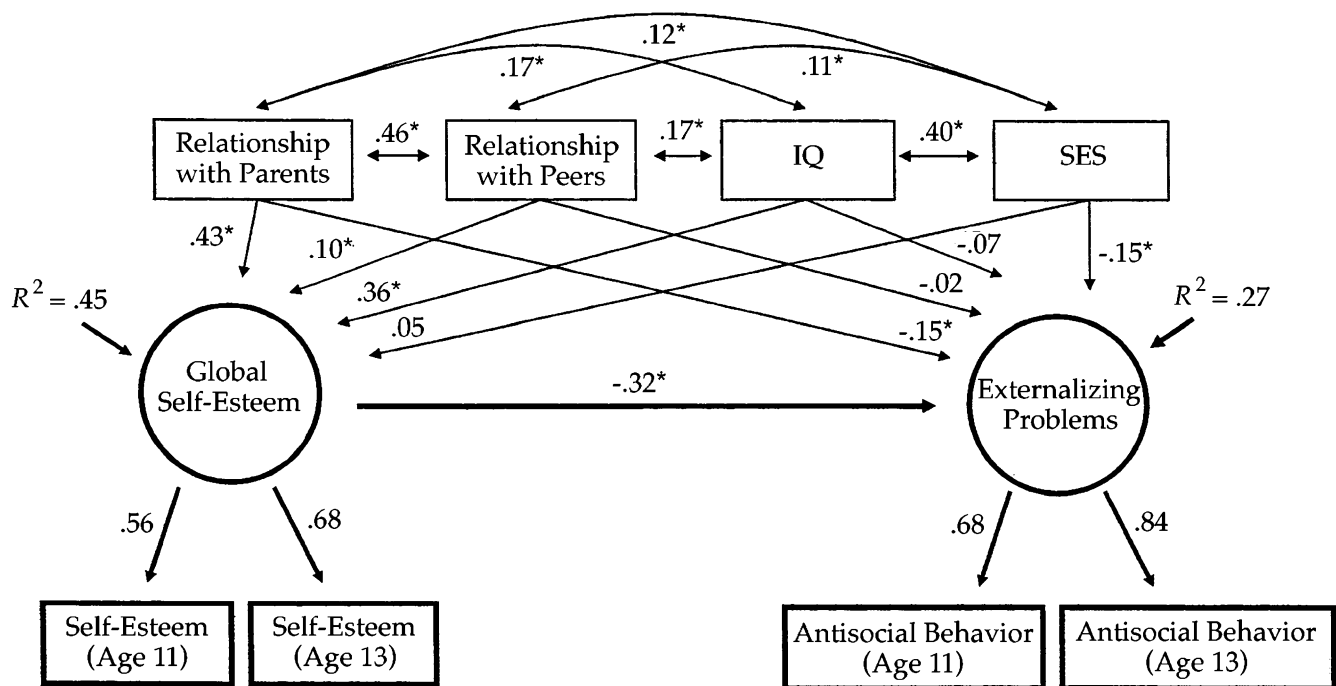 .12*
.17*
.11*
Relationship
with Parents
.46*
Relationship
with Peers
.17*
IQ
.40*
SES
.43*
.10*
.36*
.05
-.07
-.02
-.15*
-.15*
R² = .45
R² = .27
Global
Self-Esteem
-.32*
Externalizing
Problems
.56
.68
.68
.84
Self-Esteem
(Age 11)
Self-Esteem
(Age 13)
Antisocial Behavior
(Age 11)
Antisocial Behavior
(Age 13)